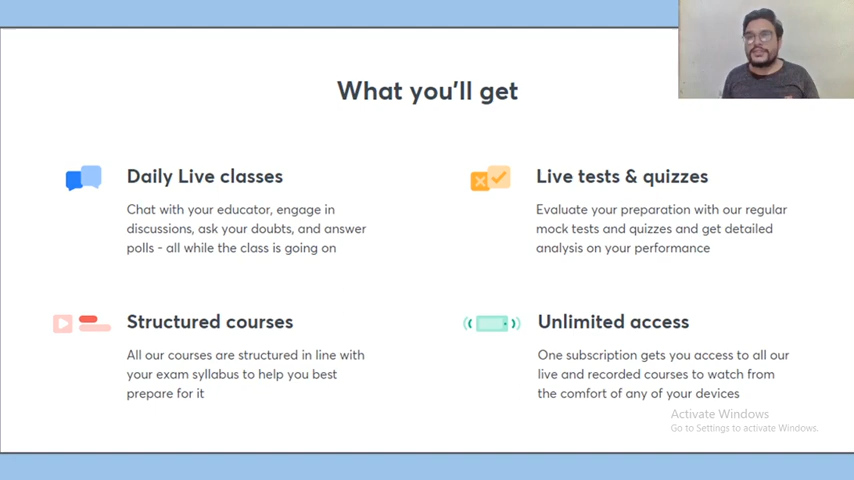 What you'll get
Daily Live classes
Chat with your educator, engage in
discussions, ask your doubts, and answer
polls - all while the class is going on
Live tests & quizzes
Evaluate your preparation with our regular
mock tests and quizzes and get detailed
analysis on your performance
Structured courses
All our courses are structured in line with
your exam syllabus to help you best
prepare for it
Unlimited access
One subscription gets you access to all our
live and recorded courses to watch from
the comfort of any of your devices
Activate Windows
Go to Settings to activate Windows.